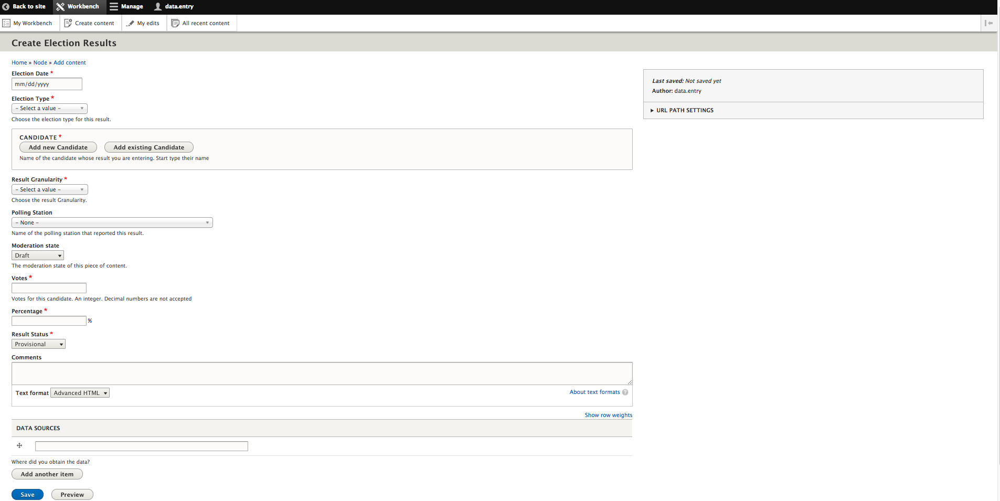 Back to site Workbench Manage data.entry
My Workbench Create content My edits All recent content
Create Election Results
Home » Node » Add content
Election Date *
mm/dd/yyyy
Election Type *
- Select a value -
Choose the election type for this result.
CANDIDATE *
Add new Candidate Add existing Candidate
Name of the candidate whose result you are entering. Start type their name
Result Granularity *
- Select a value -
Choose the result Granularity.
Polling Station
- None -
Name of the polling station that reported this result.
Moderation state
Draft
The moderation state of this piece of content.
Votes *
Votes for this candidate. An integer. Decimal numbers are not accepted
Percentage *
%
Result Status *
Provisional
Comments
Text format Advanced HTML About text formats ?
Show row weights
DATA SOURCES
Where did you obtain the data?
Add another item
Save Preview
Last saved: Not saved yet
Author: data.entry
URL PATH SETTINGS